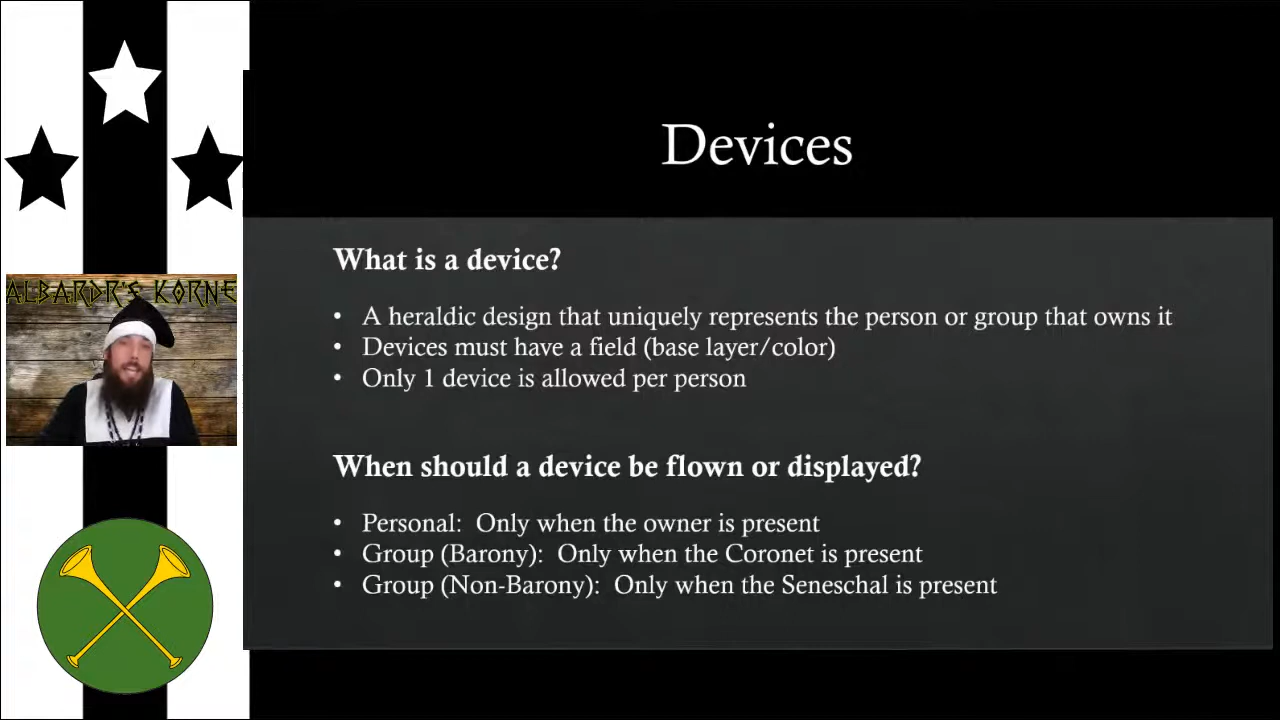 Devices
What is a device?
• A heraldic design that uniquely represents the person or group that owns it
• Devices must have a field (base layer/color)
• Only 1 device is allowed per person
When should a device be flown or displayed?
• Personal: Only when the owner is present
• Group (Barony): Only when the Coronet is present
• Group (Non-Barony): Only when the Seneschal is present
ALBARDR'S KORNE